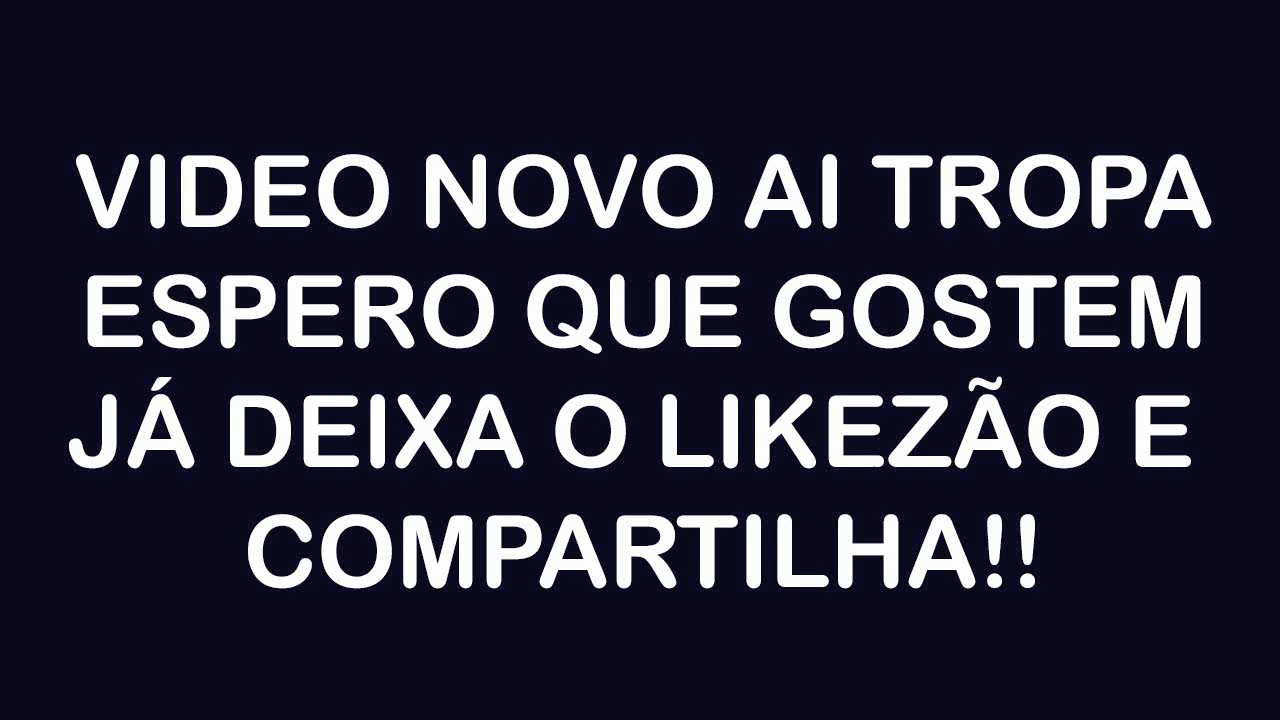 VIDEO NOVO AI TROPA
ESPERO QUE GOSTEM
JÁ DEIXA O LIKEZÃO E
COMPARTILHA!!